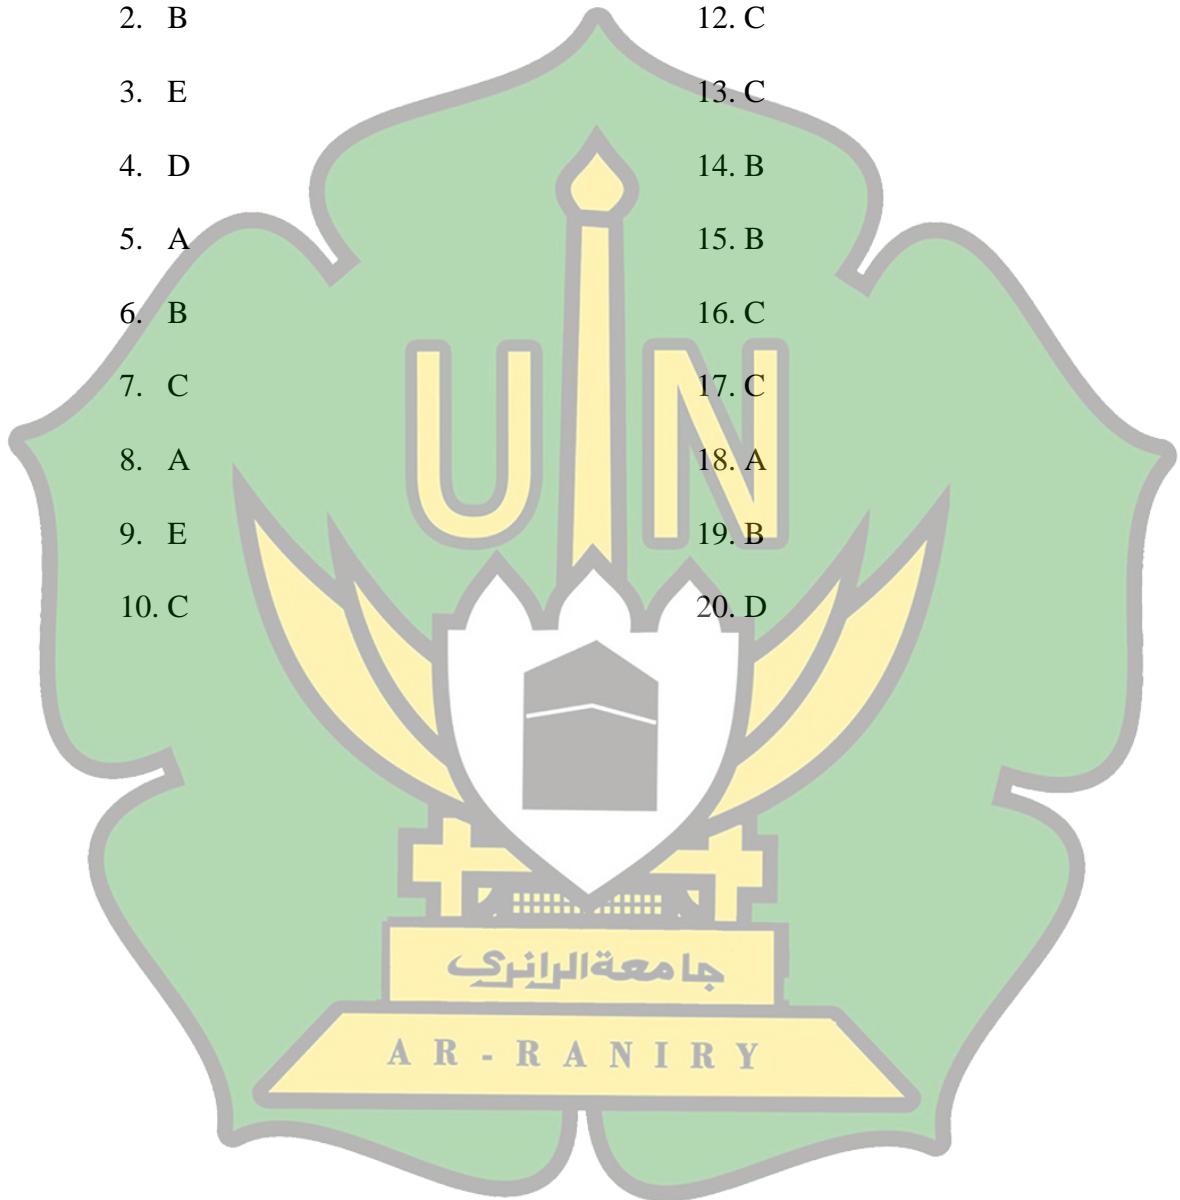 2. B
3. E
4. D
5. A
6. B
7. C
8. A
9. E
10. C
12. C
13. C
14. B
15. B
16. C
17. C
18. A
19. B
20. D
UIN
جامعة الرانري
AR-RANIRY